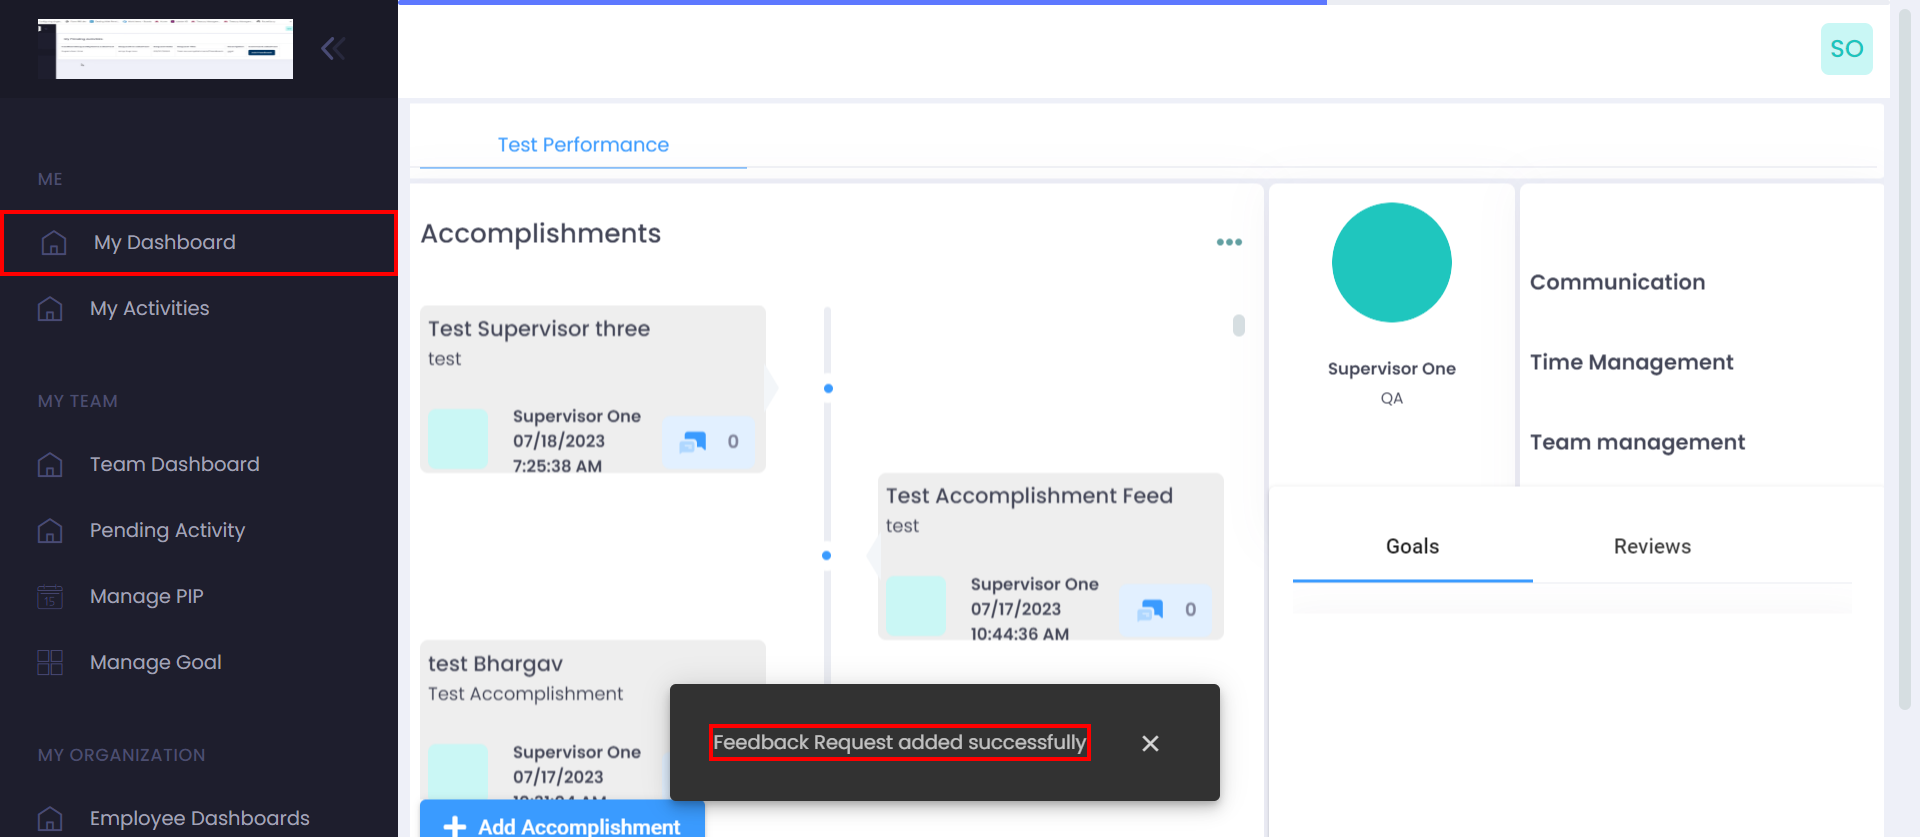 SO
ME
My Dashboard
My Activities
MY TEAM
Team Dashboard
Pending Activity
15
Manage PIP
Manage Goal
MY ORGANIZATION
Employee Dashboards
Test Performance
Accomplishments
Test Supervisor three
test
Supervisor One
07/18/2023
7:25:38 AM
0
Test Accomplishment Feed
test
Supervisor One
07/17/2023
10:44:36 AM
0
test Bhargav
Test Accomplishment
Supervisor One
07/17/2023
Add Accomplishment
Feedback Request added successfully
Supervisor One
QA
Communication
Time Management
Team management
Goals
Reviews